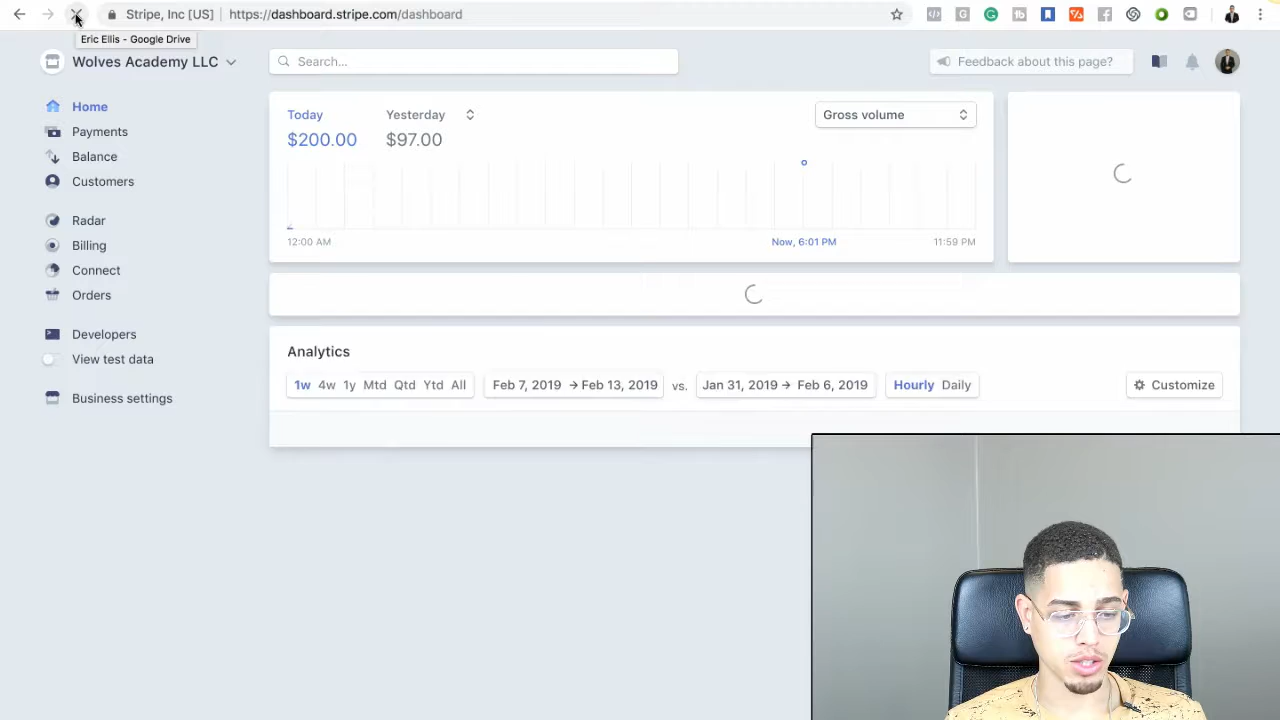 Stripe, Inc [US] https://dashboard.stripe.com/dashboard
Eric Ellis - Google Drive
Wolves Academy LLC
Search...
Feedback about this page?
Home
Payments
Balance
Customers
Radar
Billing
Connect
Orders
Developers
View test data
Business settings
Today
Yesterday
Gross volume
$200.00
$97.00
12:00 AM
Now, 6:01 PM
11:59 PM
Analytics
1w 4w 1y Mtd Qtd Ytd All
Feb 7, 2019 → Feb 13, 2019 vs. Jan 31, 2019 → Feb 6, 2019
Hourly Daily
Customize